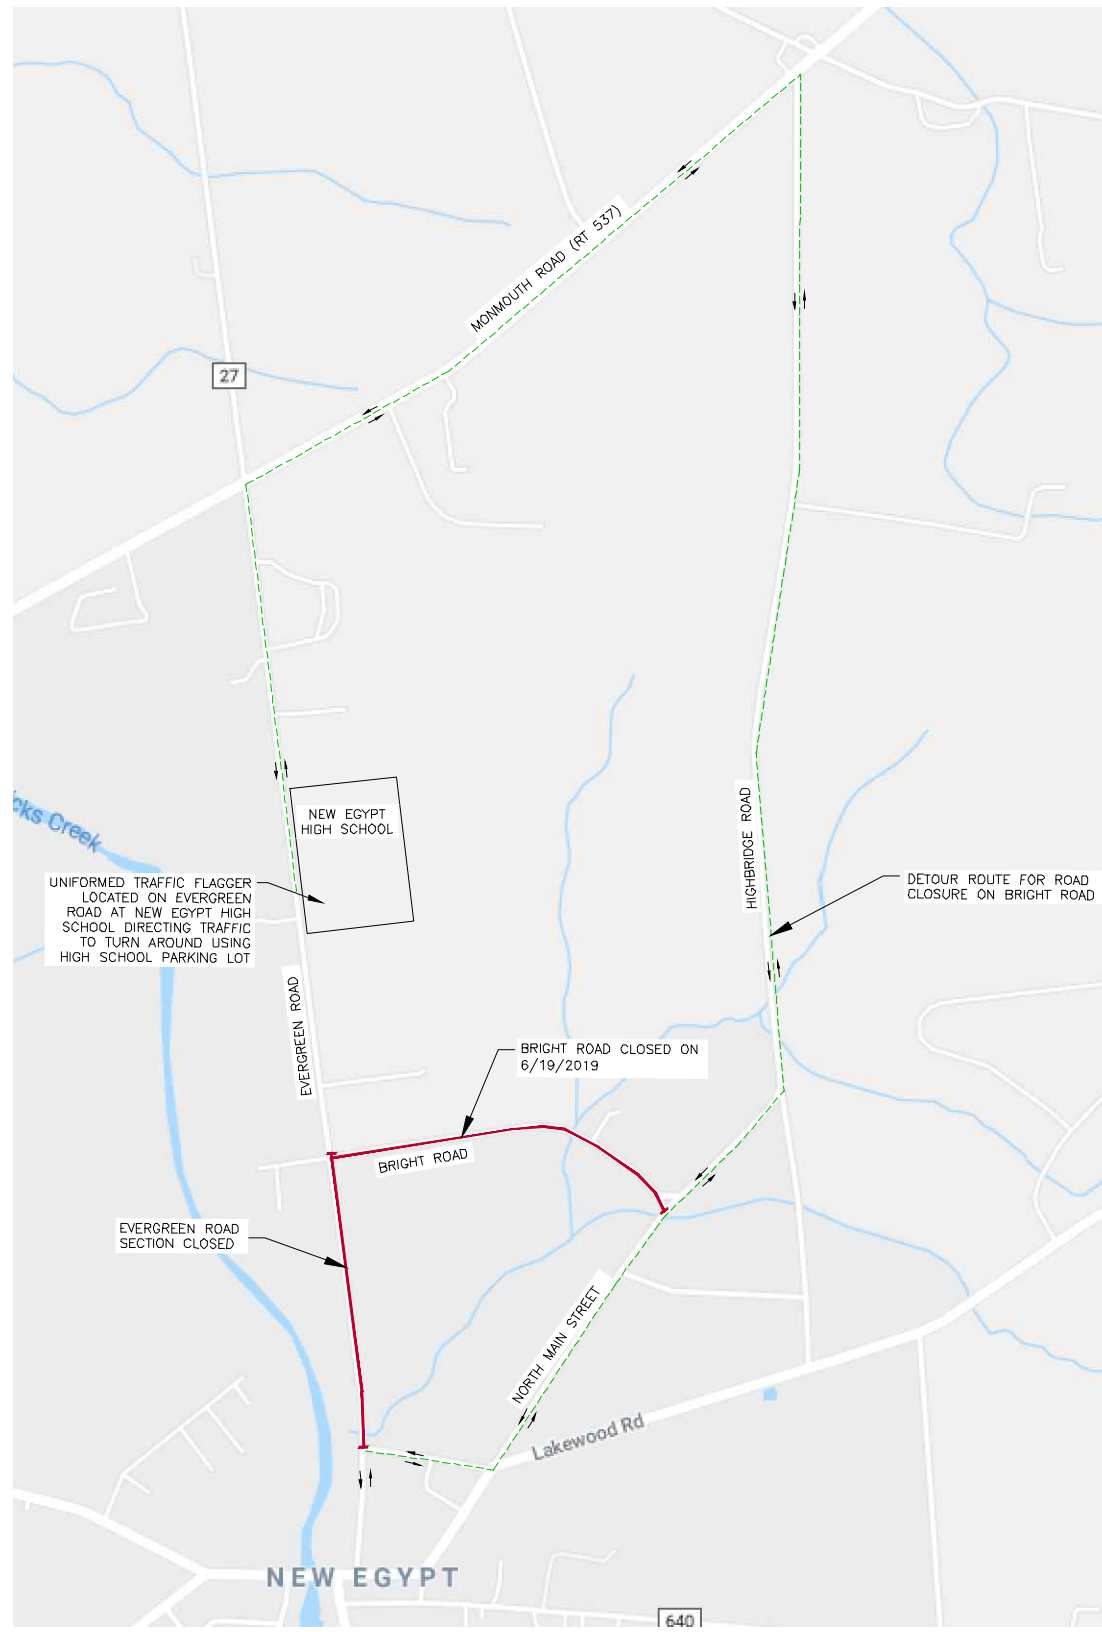 MONMOUTH ROAD (RT 537)
27
NEW EGYPT
HIGH SCHOOL
HIGHBRIDGE ROAD
cks Creek
UNIFORMED TRAFFIC FLAGGER
LOCATED ON EVERGREEN
ROAD AT NEW EGYPT HIGH
SCHOOL DIRECTING TRAFFIC
TO TURN AROUND USING
HIGH SCHOOL PARKING LOT
DETOUR ROUTE FOR ROAD
CLOSURE ON BRIGHT ROAD
EVERGREEN ROAD
BRIGHT ROAD CLOSED ON
6/19/2019
BRIGHT ROAD
EVERGREEN ROAD
SECTION CLOSED
NORTH MAIN STREET
Lakewood Rd
NEW EGYPT
640